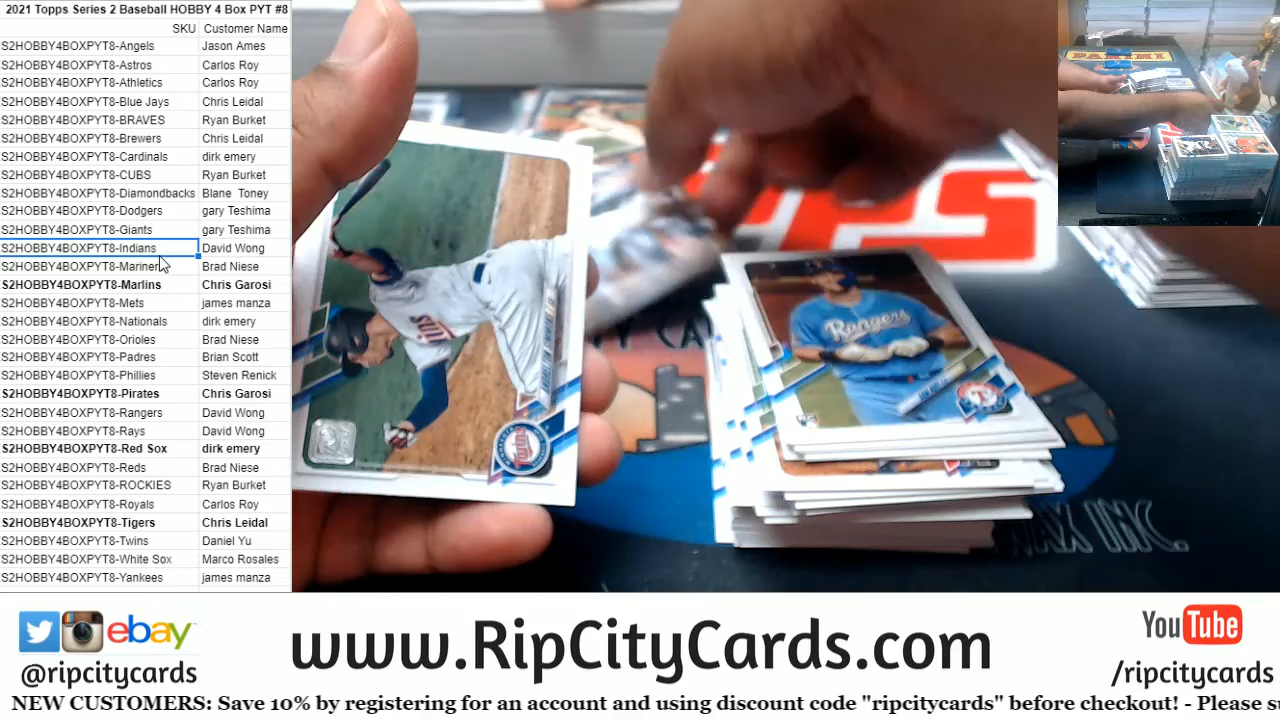 2021 Topps Series 2 Baseball HOBBY 4 Box PYT #8
SKU Customer Name
S2HOBBY4BOXPYT8-Angels Jason Ames
S2HOBBY4BOXPYT8-Astros Carlos Roy
S2HOBBY4BOXPYT8-Athletics Carlos Roy
S2HOBBY4BOXPYT8-Blue Jays Chris Leidal
S2HOBBY4BOXPYT8-BRAVES Ryan Burket
S2HOBBY4BOXPYT8-Brewers Chris Leidal
S2HOBBY4BOXPYT8-Cardinals dirk emery
S2HOBBY4BOXPYT8-CUBS Ryan Burket
S2HOBBY4BOXPYT8-Diamondbacks Blane Toney
S2HOBBY4BOXPYT8-Dodgers gary Teshima
S2HOBBY4BOXPYT8-Giants gary Teshima
S2HOBBY4BOXPYT8-Indians David Wong
S2HOBBY4BOXPYT8-Mariners Brad Niese
S2HOBBY4BOXPYT8-Marlins Chris Garosi
S2HOBBY4BOXPYT8-Mets james manza
S2HOBBY4BOXPYT8-Nationals dirk emery
S2HOBBY4BOXPYT8-Orioles Brad Niese
S2HOBBY4BOXPYT8-Padres Brian Scott
S2HOBBY4BOXPYT8-Phillies Steven Renick
S2HOBBY4BOXPYT8-Pirates Chris Garosi
S2HOBBY4BOXPYT8-Rangers David Wong
S2HOBBY4BOXPYT8-Rays David Wong
S2HOBBY4BOXPYT8-Red Sox dirk emery
S2HOBBY4BOXPYT8-Reds Brad Niese
S2HOBBY4BOXPYT8-ROCKIES Ryan Burket
S2HOBBY4BOXPYT8-Royals Carlos Roy
S2HOBBY4BOXPYT8-Tigers Chris Leidal
S2HOBBY4BOXPYT8-Twins Daniel Yu
S2HOBBY4BOXPYT8-White Sox Marco Rosales
S2HOBBY4BOXPYT8-Yankees james manza
PANINI
Rangers
Twins
WAX INC.
ebay
@ripcitycards
www.RipCityCards.com
YouTube
/ripcitycards
NEW CUSTOMERS: Save 10% by registering for an account and using discount code "ripcitycards" before checkout! - Please